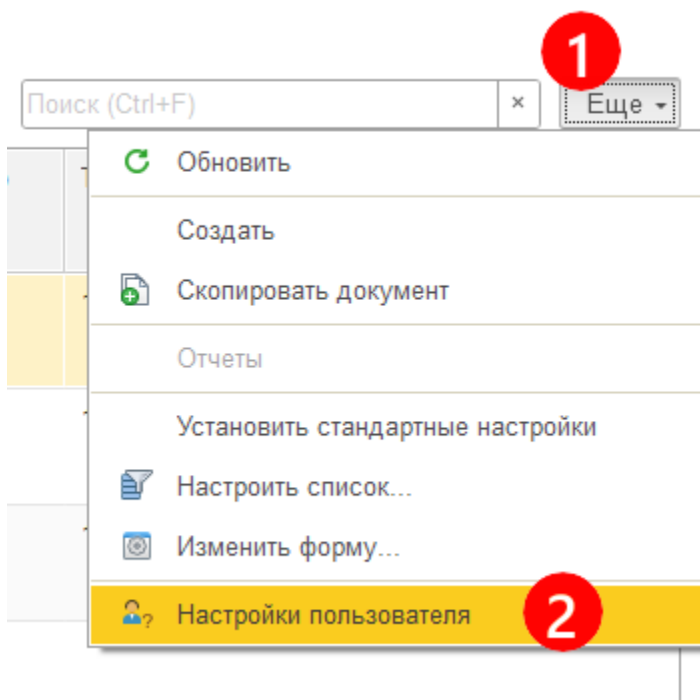 1
Поиск (Ctrl+F)
×
Еще
Обновить
Создать
Скопировать документ
Отчеты
Установить стандартные настройки
Настроить список...
Изменить форму...
Настройки пользователя
2